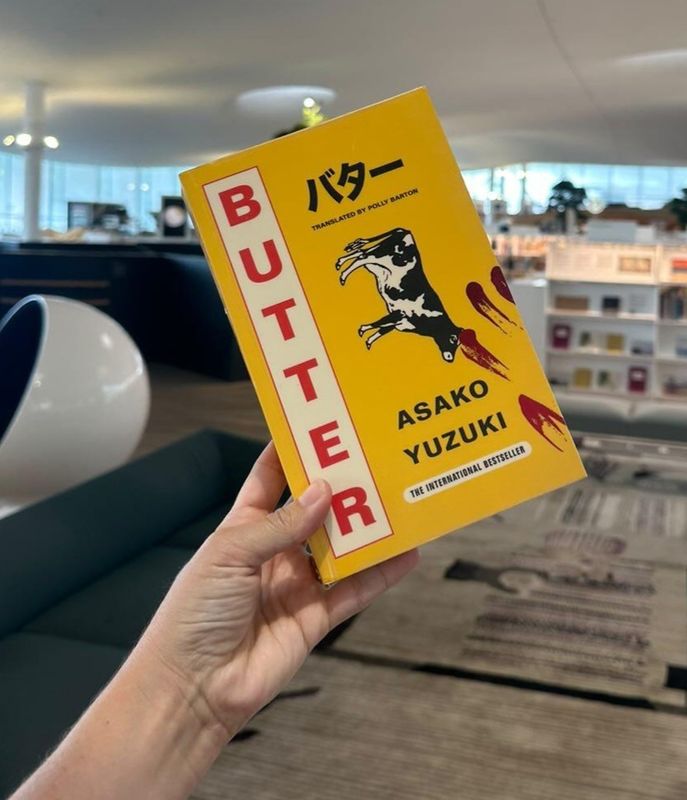 BUTTER
バター
TRANSLATED BY POLLY BARTON
ASAKO
YUZUKI
THE INTERNATIONAL BESTSELLER